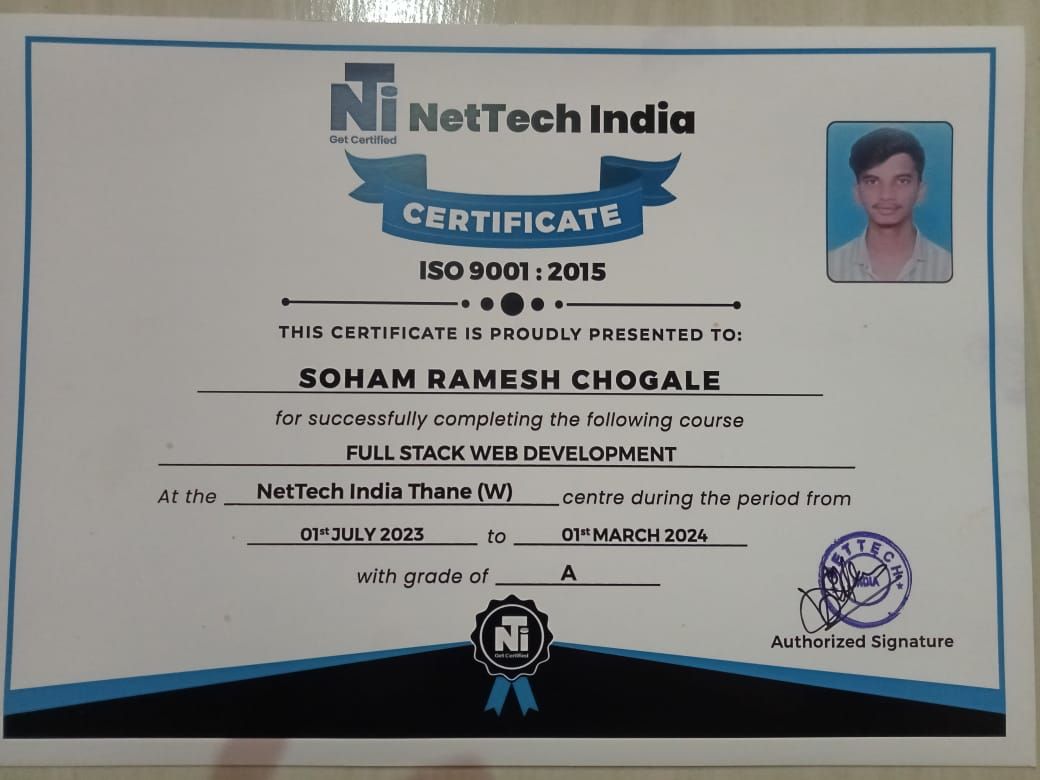 NTi NetTech India
Get Certified
CERTIFICATE
ISO 9001 : 2015
THIS CERTIFICATE IS PROUDLY PRESENTED TO:
SOHAM RAMESH CHOGALE
for successfully completing the following course
FULL STACK WEB DEVELOPMENT
At the NetTech India Thane (W) centre during the period from
01st JULY 2023 to 01st MARCH 2024
with grade of A
NETTECH
INDIA
Authorized Signature
NTi
Get Certified